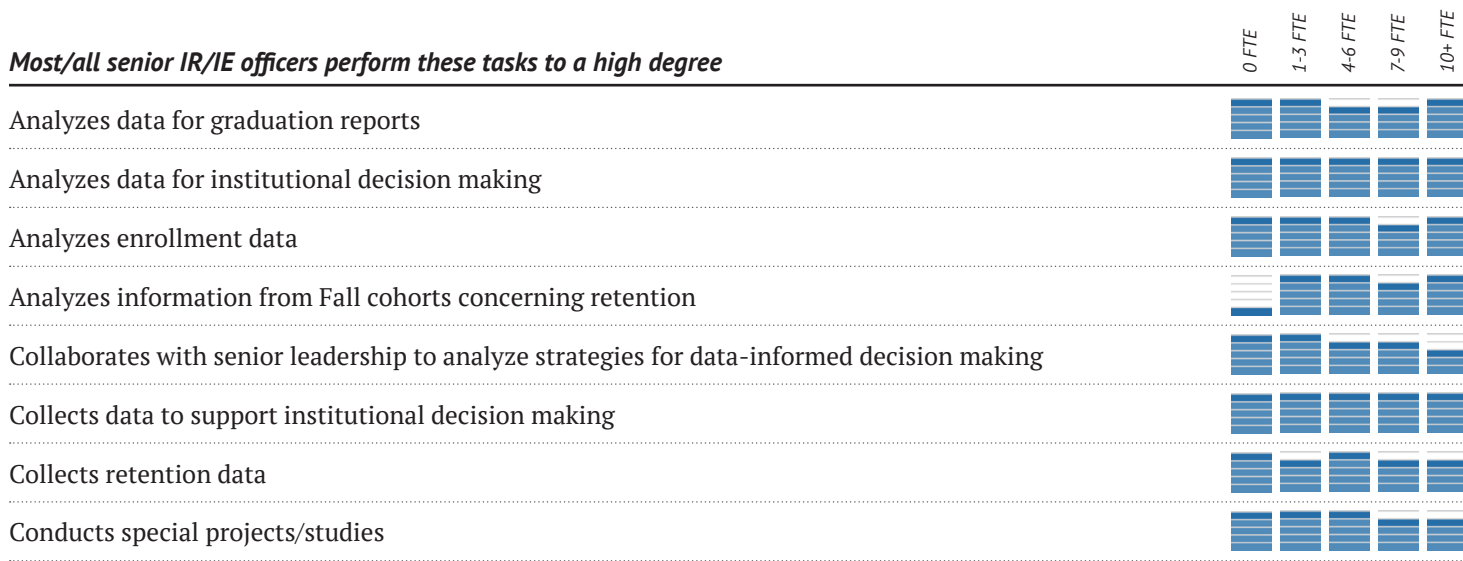 Most/all senior IR/IE officers perform these tasks to a high degree
0 FTE
1-3 FTE
4-6 FTE
7-9 FTE
10+ FTE
Analyzes data for graduation reports
Analyzes data for institutional decision making
Analyzes enrollment data
Analyzes information from Fall cohorts concerning retention
Collaborates with senior leadership to analyze strategies for data-informed decision making
Collects data to support institutional decision making
Collects retention data
Conducts special projects/studies